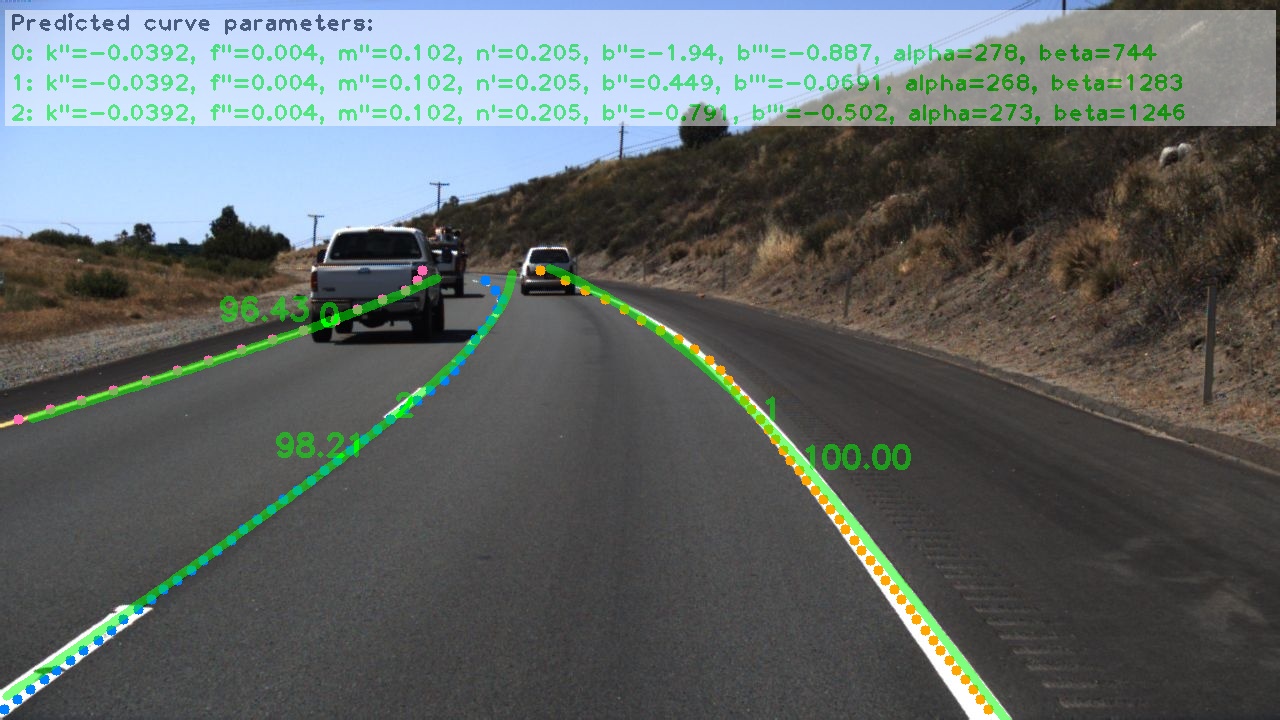 Predicted curve parameters:
0: k''=-0.0392, f''=0.004, m''=0.102, n'=0.205, b''=-1.94, b'''=-0.887, alpha=278, beta=744
1: k''=-0.0392, f''=0.004, m''=0.102, n'=0.205, b''=0.449, b'''=-0.0691, alpha=268, beta=1283
2: k''=-0.0392, f''=0.004, m''=0.102, n'=0.205, b''=-0.791, b'''=-0.502, alpha=273, beta=1246
96.43 0
2 1
98.21 100.00